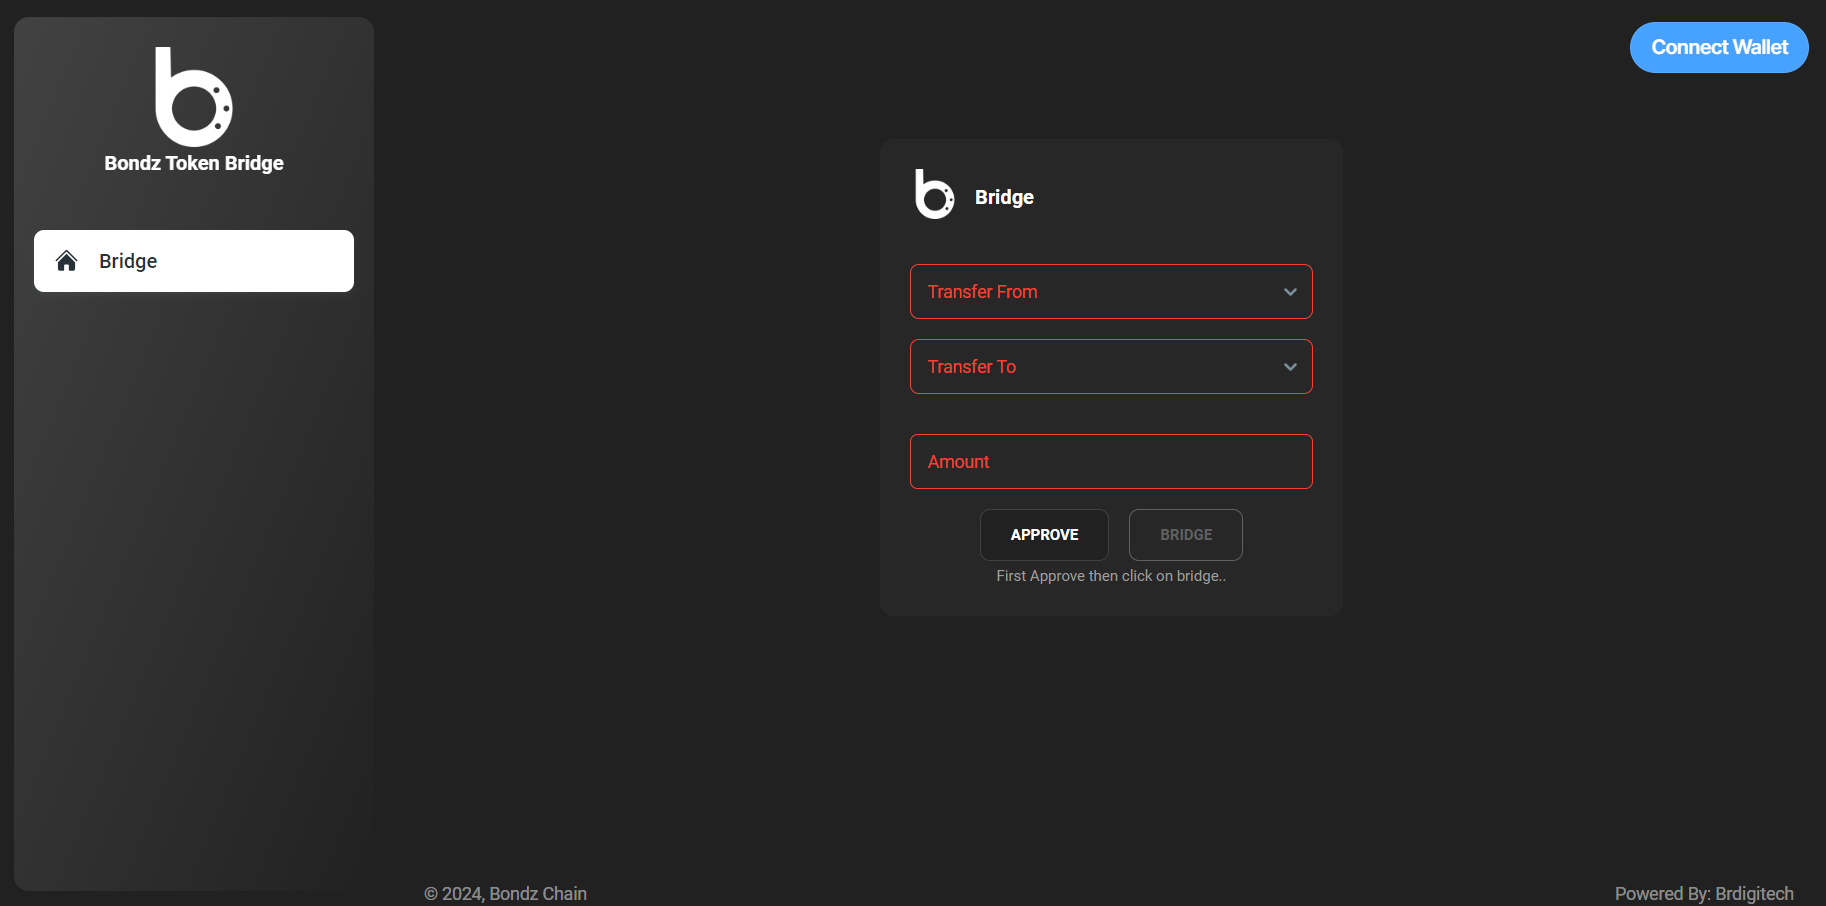 Connect Wallet
Bondz Token Bridge
Bridge
Bridge
Transfer From
Transfer To
Amount
APPROVE
BRIDGE
First Approve then click on bridge..
© 2024, Bondz Chain
Powered By: Brdigitech